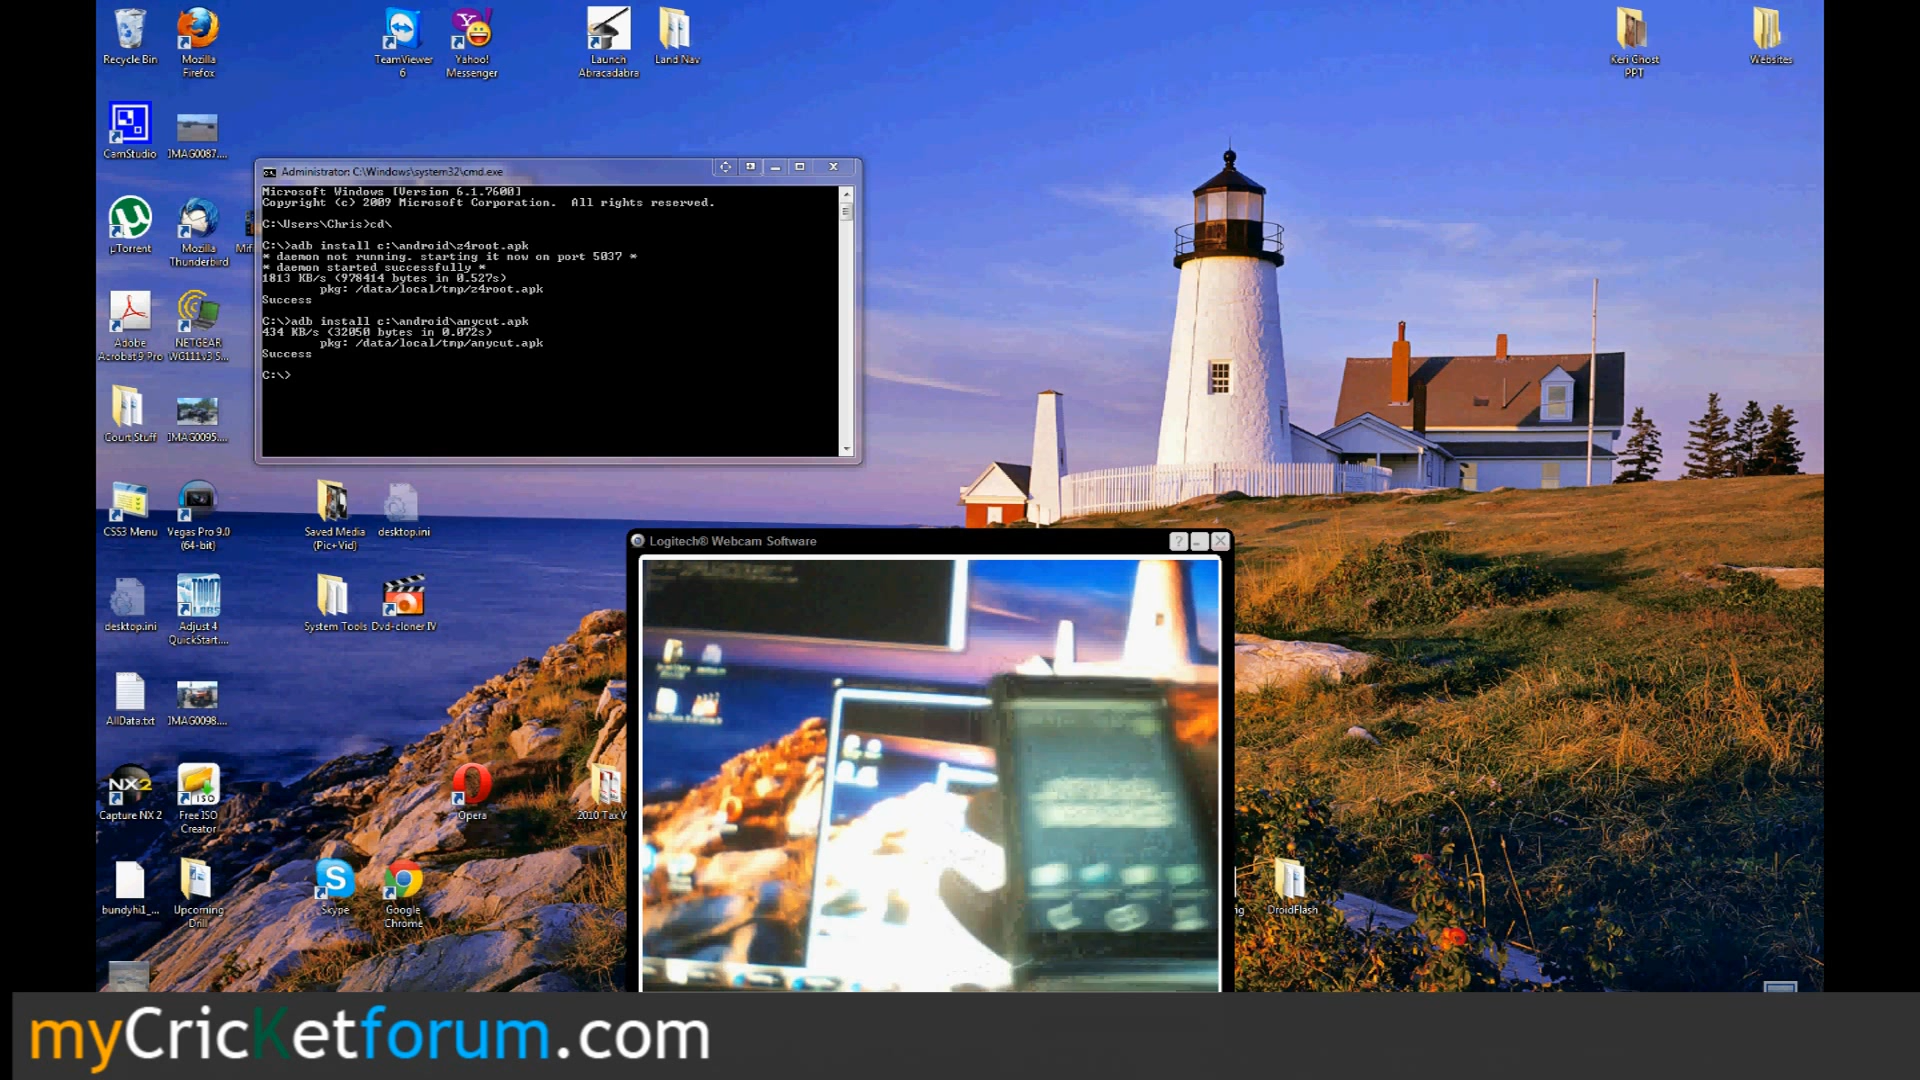 Recycle Bin
Mozilla
Firefox
TeamViewer
6
Yahoo!
Messenger
Launch
Abracadabra
Land Nav
Keri Ghost
PPT
Websites
CamStudio
IMAG0087....
Administrator: C:\Windows\system32\cmd.exe
Microsoft Windows [Version 6.1.7600]
Copyright (c) 2009 Microsoft Corporation.  All rights reserved.
C:\Users\Chris>cd\
C:\>adb install c:\android\z4root.apk
* daemon not running. starting it now on port 5037 *
* daemon started successfully *
1813 KB/s (978414 bytes in 0.527s)
pkg: /data/local/tmp/z4root.apk
Success
C:\>adb install c:\android\anycut.apk
434 KB/s (32050 bytes in 0.072s)
pkg: /data/local/tmp/anycut.apk
Success
C:\>
µTorrent
Mozilla
Thunderbird
Mifi
Adobe
Acrobat 9 Pro
NETGEAR
WG111v3 S...
Court Stuff
IMAG0095....
CSS3 Menu
Vegas Pro 9.0
(64-bit)
Saved Media
(Pic+Vid)
desktop.ini
Logitech® Webcam Software
desktop.ini
Adjust 4
QuickStart....
System Tools
Dvd-cloner IV
AllData.txt
IMAG0098....
NX2
Capture NX 2
ISO
Free ISO
Creator
Opera
2010 Tax
bundyhi1_...
Upcoming
Drill
Skype
Google
Chrome
DroidFlash
myCricKetforum.com